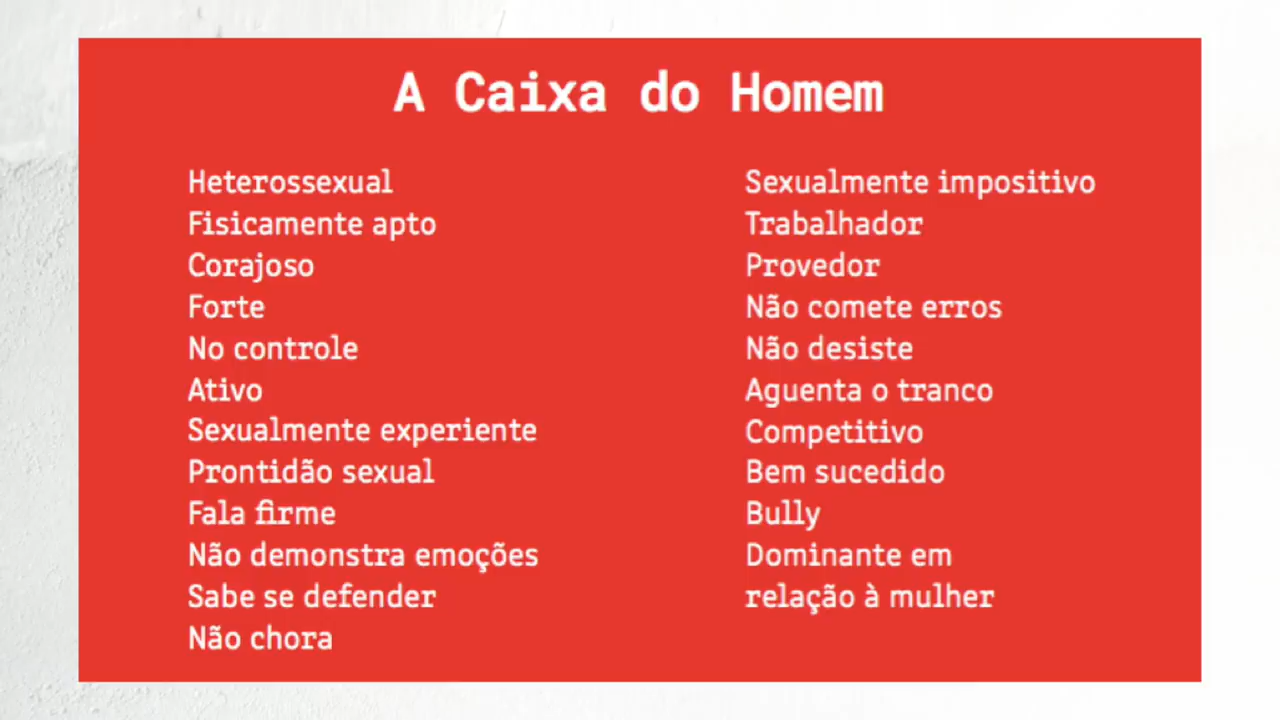 A Caixa do Homem
Heterossexual
Fisicamente apto
Corajoso
Forte
No controle
Ativo
Sexualmente experiente
Prontidão sexual
Fala firme
Não demonstra emoções
Sabe se defender
Não chora
Sexualmente impositivo
Trabalhador
Provedor
Não comete erros
Não desiste
Aguenta o tranco
Competitivo
Bem sucedido
Bully
Dominante em
relação à mulher